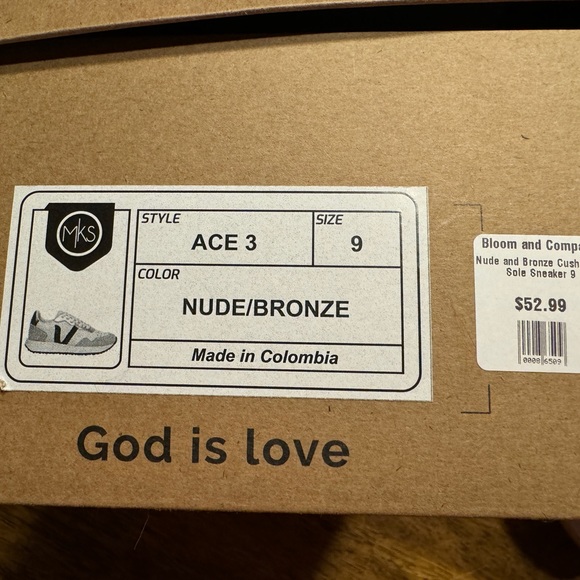 MKS
STYLE
ACE 3
SIZE
9
COLOR
NUDE/BRONZE
Made in Colombia
God is love
Bloom and Compa
Nude and Bronze Cush
Sole Sneaker 9
$52.99
00086509